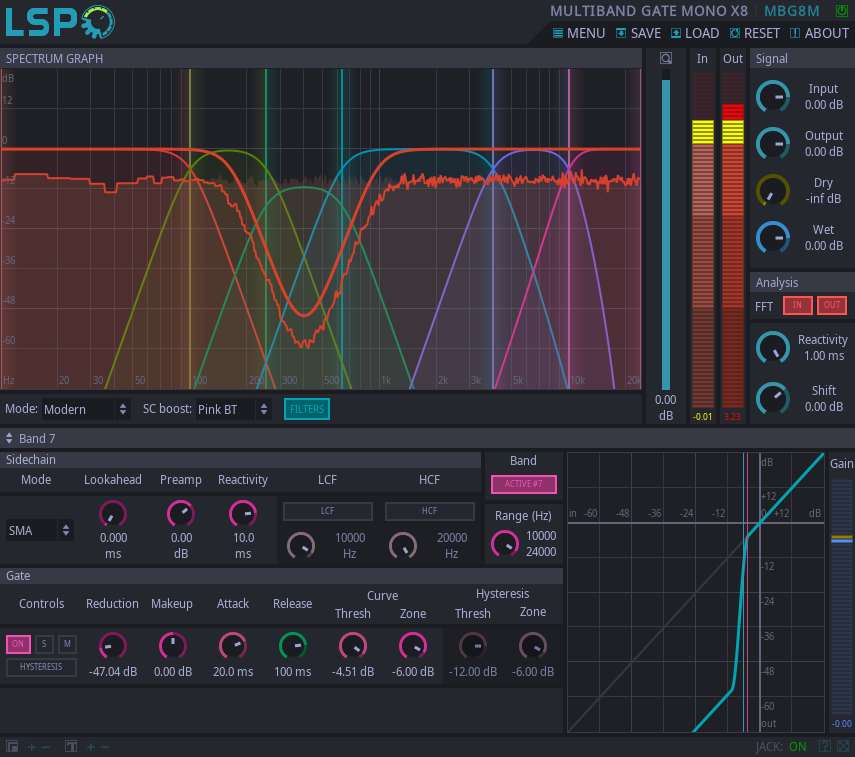 LSP
MULTIBAND GATE MONO X8 | MBG8M
MENU SAVE LOAD RESET ABOUT
SPECTRUM GRAPH
In Out
Signal
dB
12
0
-12
-24
-36
-48
-60
Hz 20 30 50 100 200 300 500 1k 2k 3k 5k 10k 20k
0.00
dB
-0.01 3.23
Input
0.00 dB
Output
0.00 dB
Dry
-inf dB
Wet
0.00 dB
Analysis
FFT IN OUT
Reactivity
1.00 ms
Shift
0.00 dB
Mode: Modern SC boost: Pink BT FILTERS
Band 7
Sidechain
Mode Lookahead Preamp Reactivity LCF HCF
SMA
0.000
ms
0.00
dB
10.0
ms
LCF
10000
Hz
HCF
20000
Hz
Band
ACTIVE #7
Range (Hz)
10000
24000
Gate
Controls Reduction Makeup Attack Release
Curve
Thresh Zone
Hysteresis
Thresh Zone
ON S M
HYSTERESIS
-47.04 dB 0.00 dB 20.0 ms 100 ms -4.51 dB -6.00 dB -12.00 dB -6.00 dB
dB
+12
in -60 -48 -36 -24 -12 0 +12 dB
-12
-24
-36
-48
-60
out
Gain
-0.00
JACK: ON